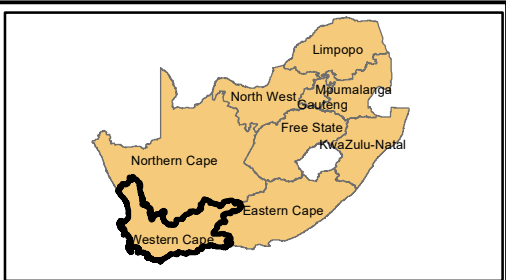 Limpopo
Mpumalanga
North West
Gauteng
Free State
KwaZulu-Natal
Northern Cape
Eastern Cape
Western Cape